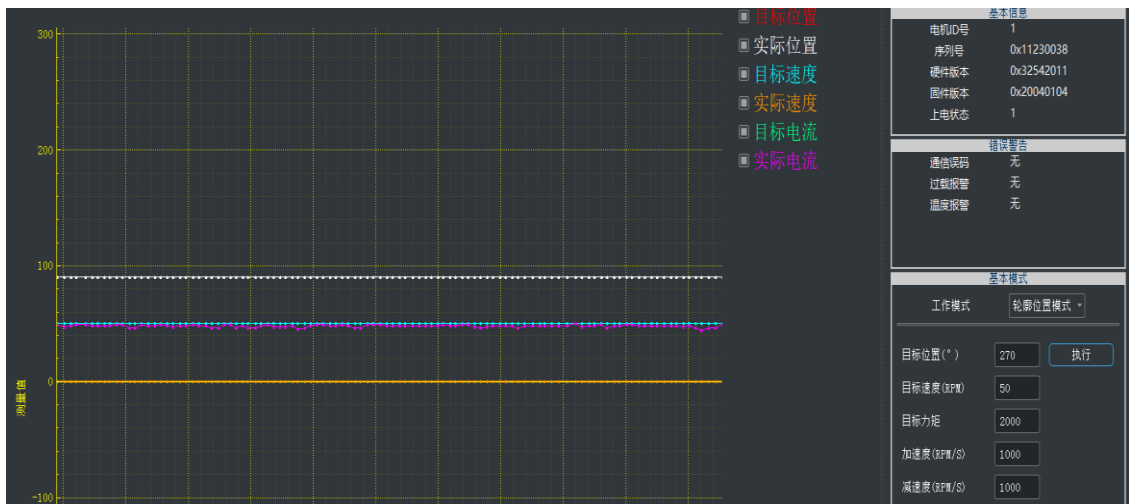 300
200
100
0
-100
测量值
目标位置
实际位置
目标速度
实际速度
目标电流
实际电流
基本信息
电机ID号 1
序列号 0x11230038
硬件版本 0x32542011
固件版本 0x20040104
上电状态 1
错误警告
通信误码 无
过载报警 无
温度报警 无
基本模式
工作模式 轮廓位置模式
目标位置(°) 270 执行
目标速度(RPM) 50
目标力矩 2000
加速度(RPM/S) 1000
减速度(RPM/S) 1000